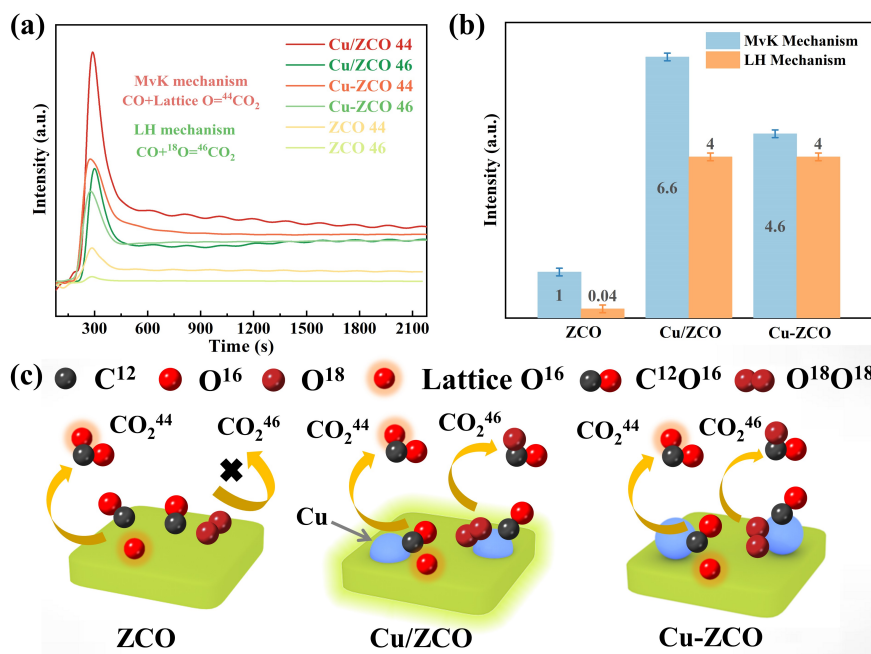 (a)
Intensity (a.u.)
Cu/ZCO 44
Cu/ZCO 46
Cu-ZCO 44
Cu-ZCO 46
ZCO 44
ZCO 46
MvK mechanism
CO+Lattice O=⁴⁴CO₂
LH mechanism
CO+¹⁸O=⁴⁶CO₂
300 600 900 1200 1500 1800 2100
Time (s)
(b)
Intensity (a.u.)
MvK Mechanism
LH Mechanism
1
0.04
6.6
4
4.6
4
ZCO Cu/ZCO Cu-ZCO
(c)
C¹² O¹⁶ O¹⁸ Lattice O¹⁶ C¹²O¹⁶ O¹⁸O¹⁸
CO₂⁴⁴ CO₂⁴⁶ CO₂⁴⁴ CO₂⁴⁶ CO₂⁴⁴ CO₂⁴⁶
Cu
ZCO Cu/ZCO Cu-ZCO